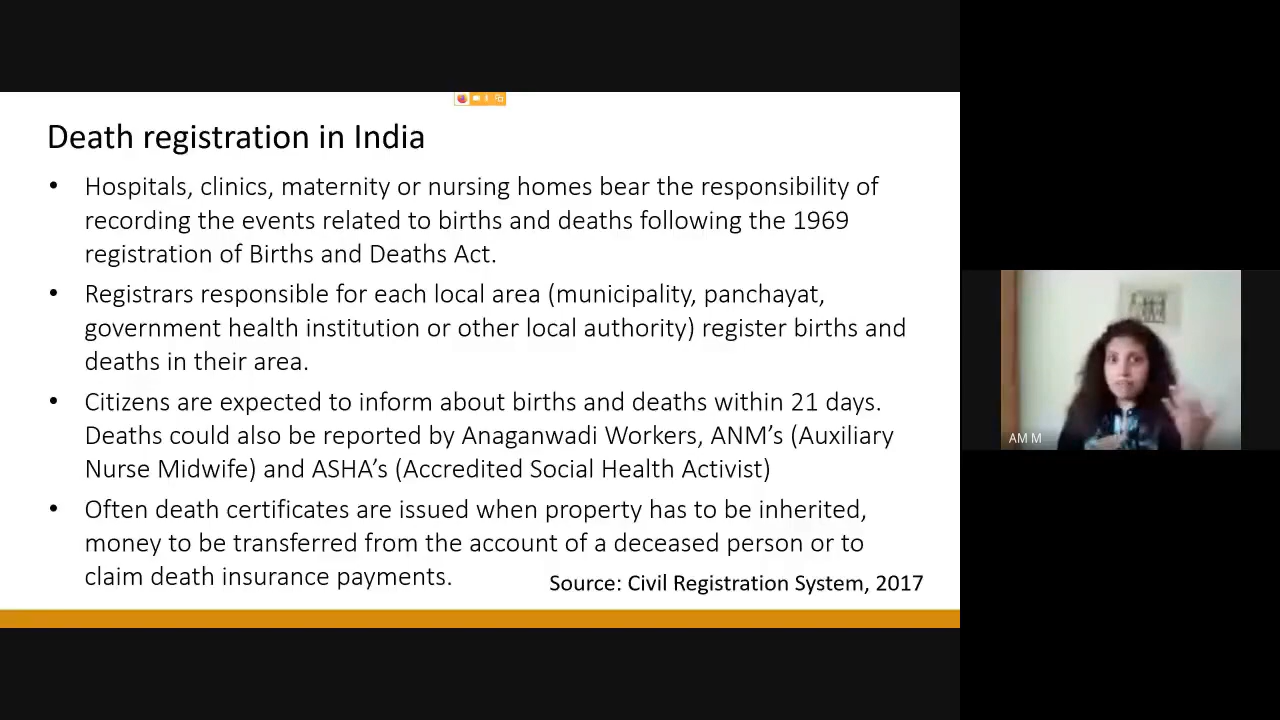 Death registration in India
• Hospitals, clinics, maternity or nursing homes bear the responsibility of
recording the events related to births and deaths following the 1969
registration of Births and Deaths Act.
• Registrars responsible for each local area (municipality, panchayat,
government health institution or other local authority) register births and
deaths in their area.
• Citizens are expected to inform about births and deaths within 21 days.
Deaths could also be reported by Anaganwadi Workers, ANM’s (Auxiliary
Nurse Midwife) and ASHA’s (Accredited Social Health Activist)
• Often death certificates are issued when property has to be inherited,
money to be transferred from the account of a deceased person or to
claim death insurance payments.
Source: Civil Registration System, 2017
AM M